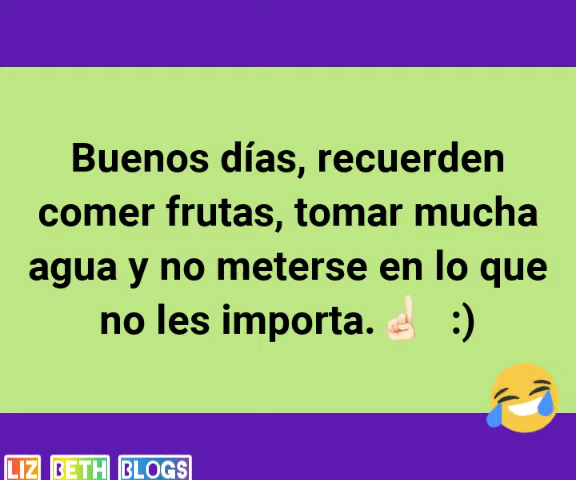 Buenos días, recuerden
comer frutas, tomar mucha
agua y no meterse en lo que
no les importa.☝🏻 :)
LIZ BETH BLOGS